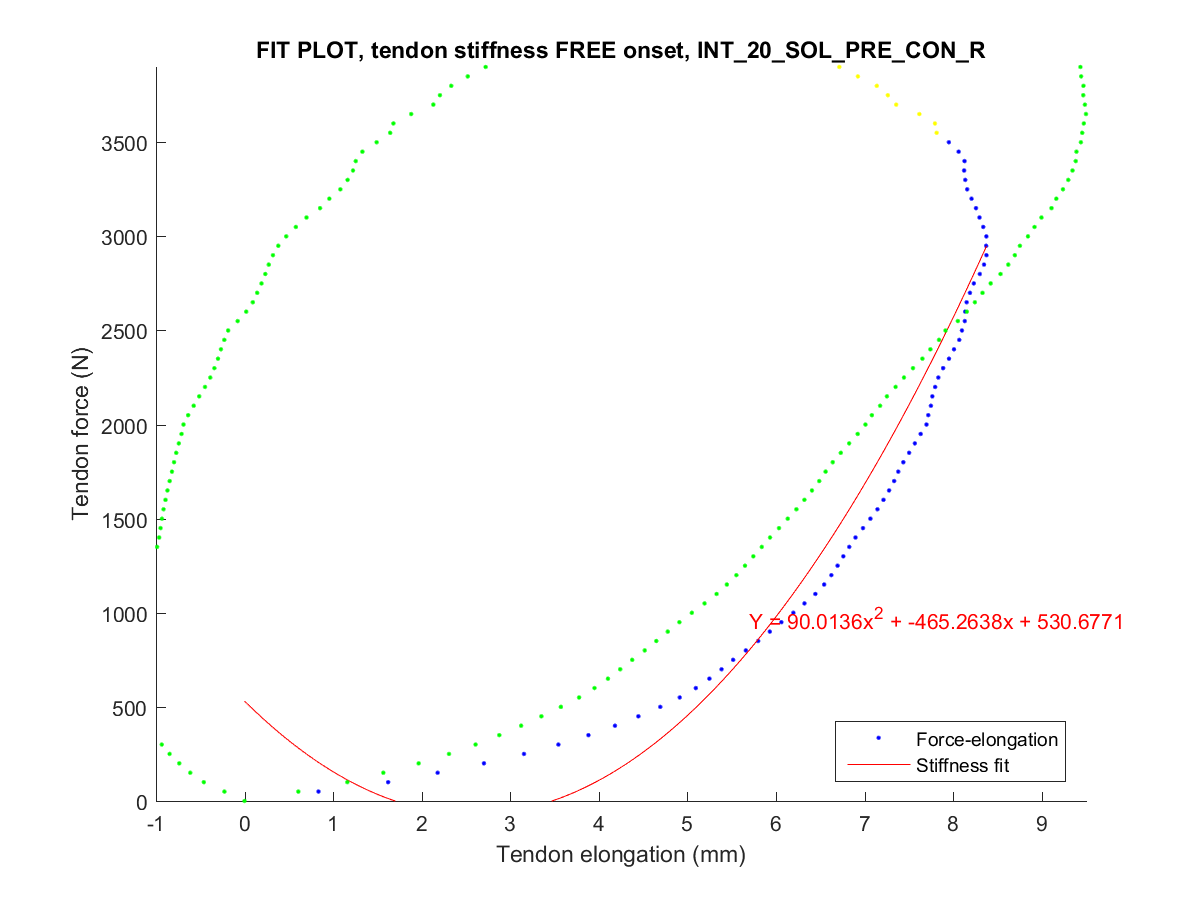 FIT PLOT, tendon stiffness FREE onset, INT_20_SOL_PRE_CON_R
Tendon force (N)
3500
3000
2500
2000
1500
1000
500
0
Y = 90.0136x² + -465.2638x + 530.6771
Force-elongation
Stiffness fit
-1 0 1 2 3 4 5 6 7 8 9
Tendon elongation (mm)